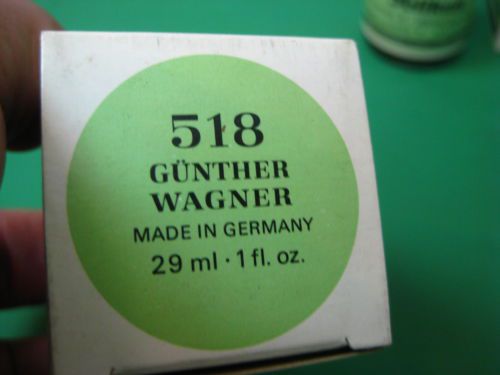 518
GÜNTHER
WAGNER
MADE IN GERMANY
29 ml · 1 fl. oz.